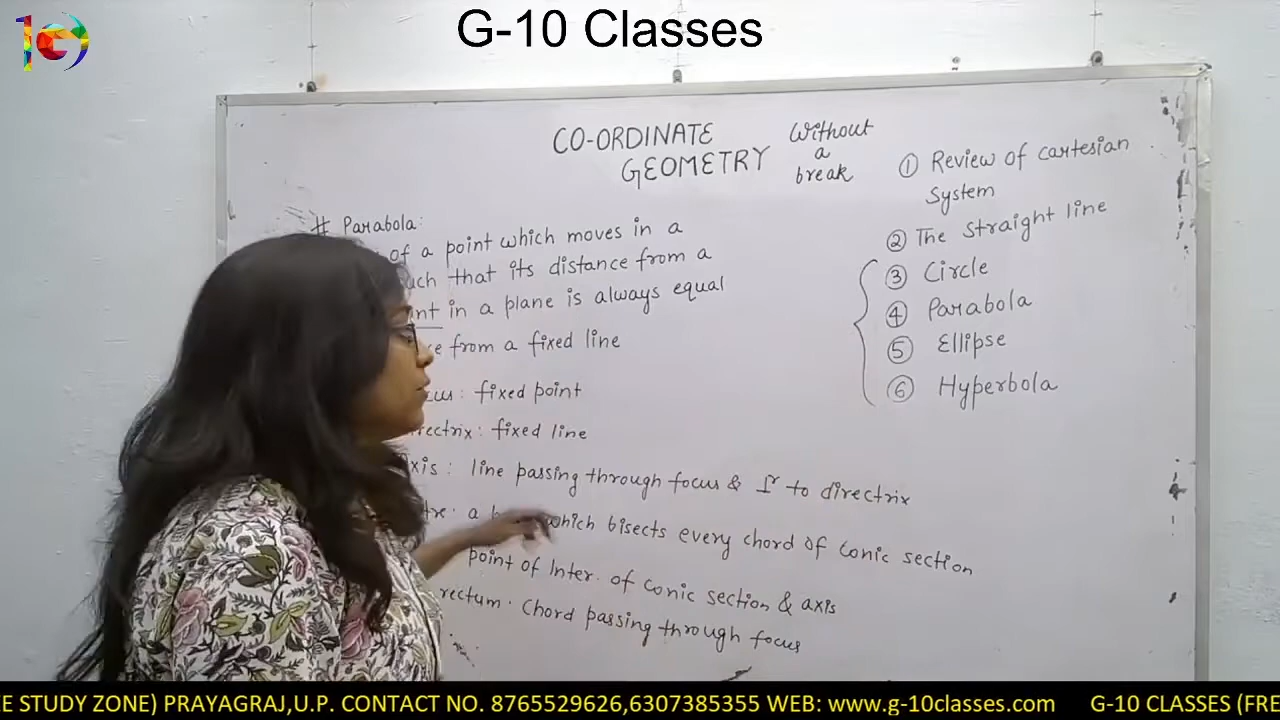 G-10 Classes
CO-ORDINATE
GEOMETRY
Without
a
break
① Review of cartesian
System
② The straight line
③ Circle
④ Parabola
⑤ Ellipse
⑥ Hyperbola
# Parabola:
of a point which moves in a
such that its distance from a
in a plane is always equal
from a fixed line
fixed point
fixed line
line passing through focus & Ir to directrix
a which bisects every chord of conic section
point of Inter. of conic section & axis
rectum. Chord passing through focus
E STUDY ZONE) PRAYAGRAJ,U.P. CONTACT NO. 8765529626,6307385355 WEB: www.g-10classes.com G-10 CLASSES (FRE